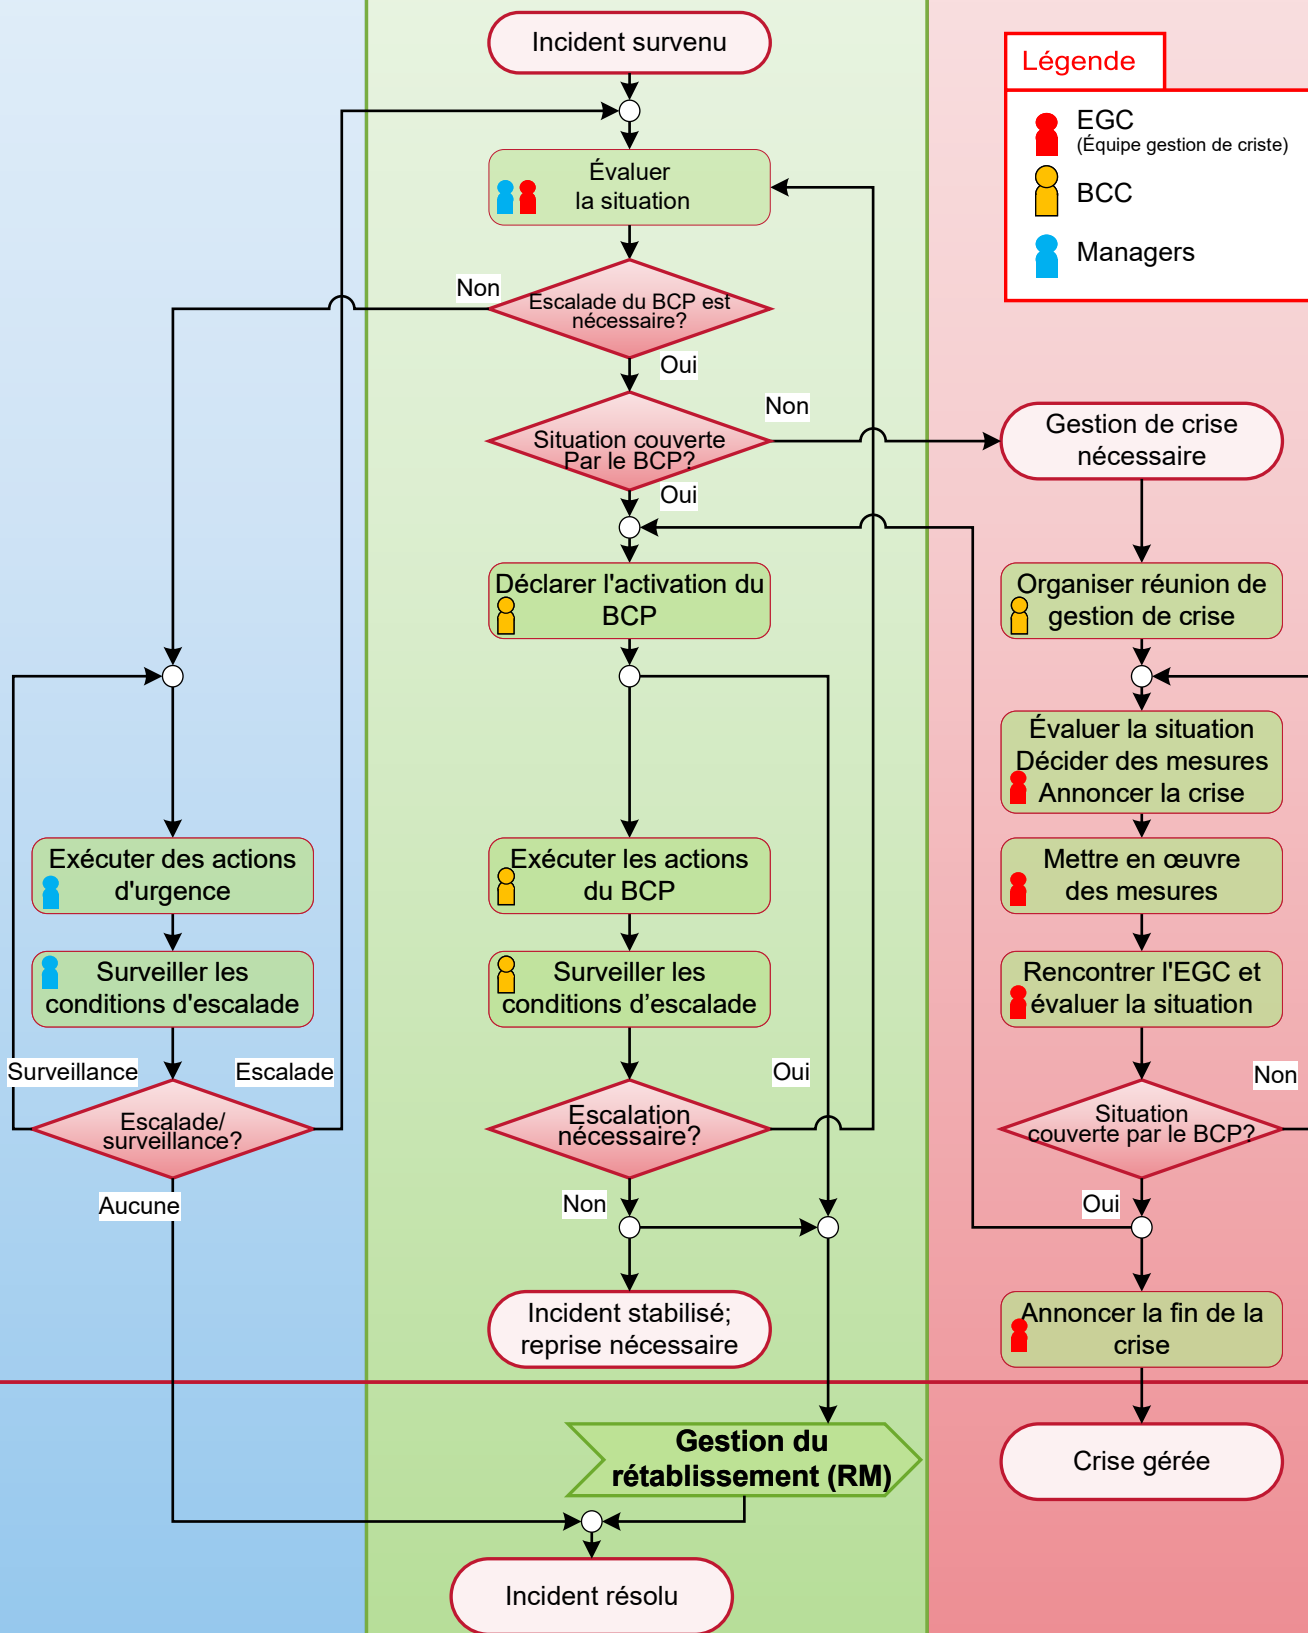 Incident survenu
Légende
EGC
(Équipe gestion de criste)
BCC
Managers
Évaluer
la situation
Non
Escalade du BCP est
nécessaire?
Oui
Non
Situation couverte
Par le BCP?
Oui
Gestion de crise
nécessaire
Déclarer l'activation du
BCP
Organiser réunion de
gestion de crise
Évaluer la situation
Décider des mesures
Annoncer la crise
Exécuter des actions
d'urgence
Exécuter les actions
du BCP
Mettre en œuvre
des mesures
Surveiller les
conditions d'escalade
Surveiller les
conditions d’escalade
Rencontrer l'EGC et
évaluer la situation
Surveillance
Escalade
Oui
Non
Escalade/
surveillance?
Escalation
nécessaire?
Situation
couverte par le BCP?
Aucune
Non
Oui
Incident stabilisé;
reprise nécessaire
Annoncer la fin de la
crise
Gestion du
rétablissement (RM)
Crise gérée
Incident résolu